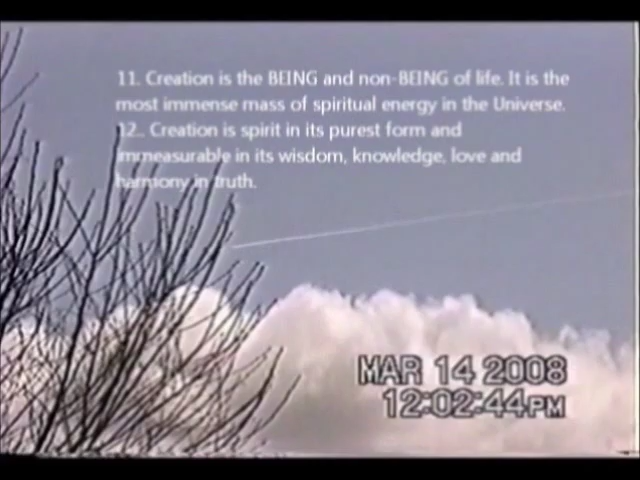 11. Creation is the BEING and non-BEING of life. It is the
most immense mass of spiritual energy in the Universe.
12.. Creation is spirit in its purest form and
immeasurable in its wisdom, knowledge, love and
harmony in truth.
MAR 14 2008
12:02:44PM